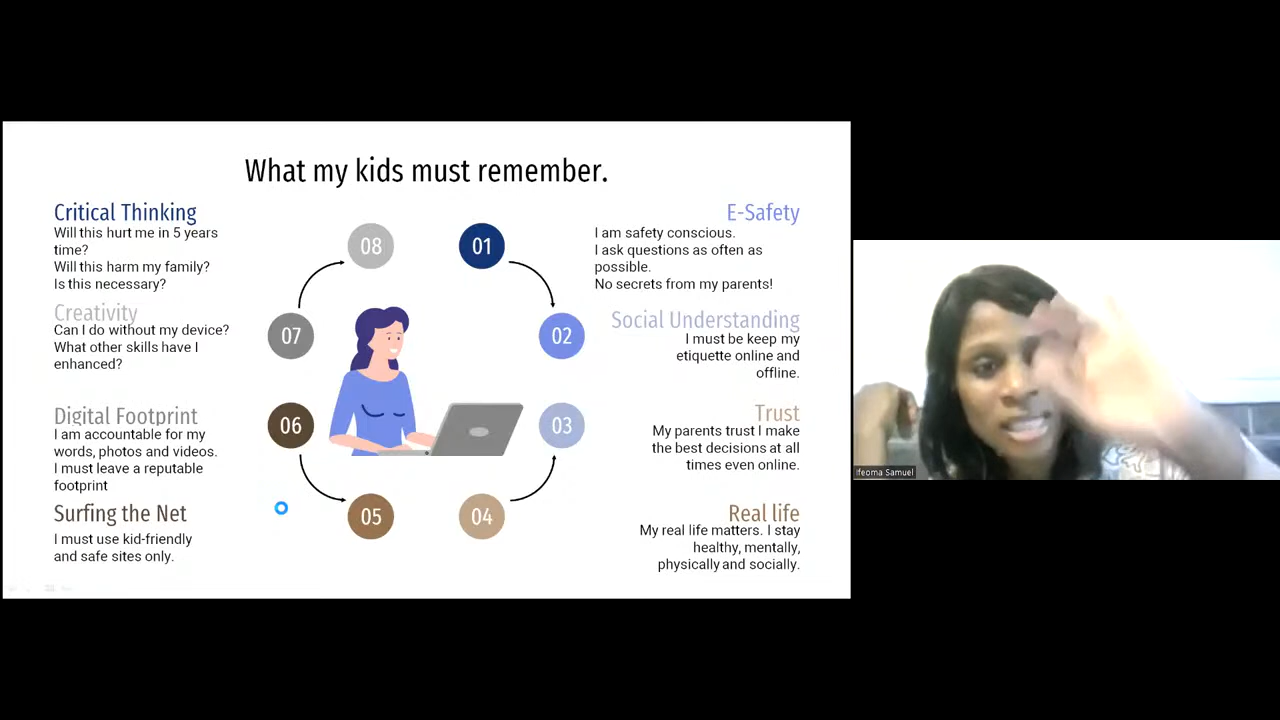 What my kids must remember.
Critical Thinking
Will this hurt me in 5 years
time?
Will this harm my family?
Is this necessary?
Creativity
Can I do without my device?
What other skills have I
enhanced?
Digital Footprint
I am accountable for my
words, photos and videos.
I must leave a reputable
footprint
Surfing the Net
I must use kid-friendly
and safe sites only.
08
01
07
02
06
03
05
04
E-Safety
I am safety conscious.
I ask questions as often as
possible.
No secrets from my parents!
Social Understanding
I must be keep my
etiquette online and
offline.
Trust
My parents trust I make
the best decisions at all
times even online.
Real life
My real life matters. I stay
healthy, mentally,
physically and socially.
Ifeoma Samuel